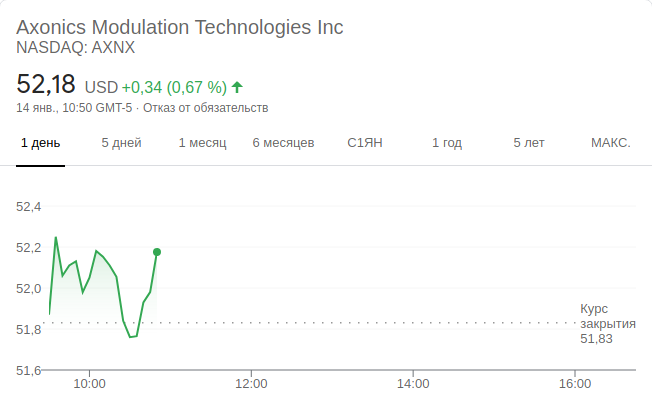 Axonics Modulation Technologies Inc
NASDAQ: AXNX
52,18 USD +0,34 (0,67 %)
14 янв., 10:50 GMT-5 · Отказ от обязательств
1 день 5 дней 1 месяц 6 месяцев С1ЯН 1 год 5 лет МАКС.
52,4
52,2
52,0
51,8
51,6
Курс
закрытия
51,83
10:00 12:00 14:00 16:00